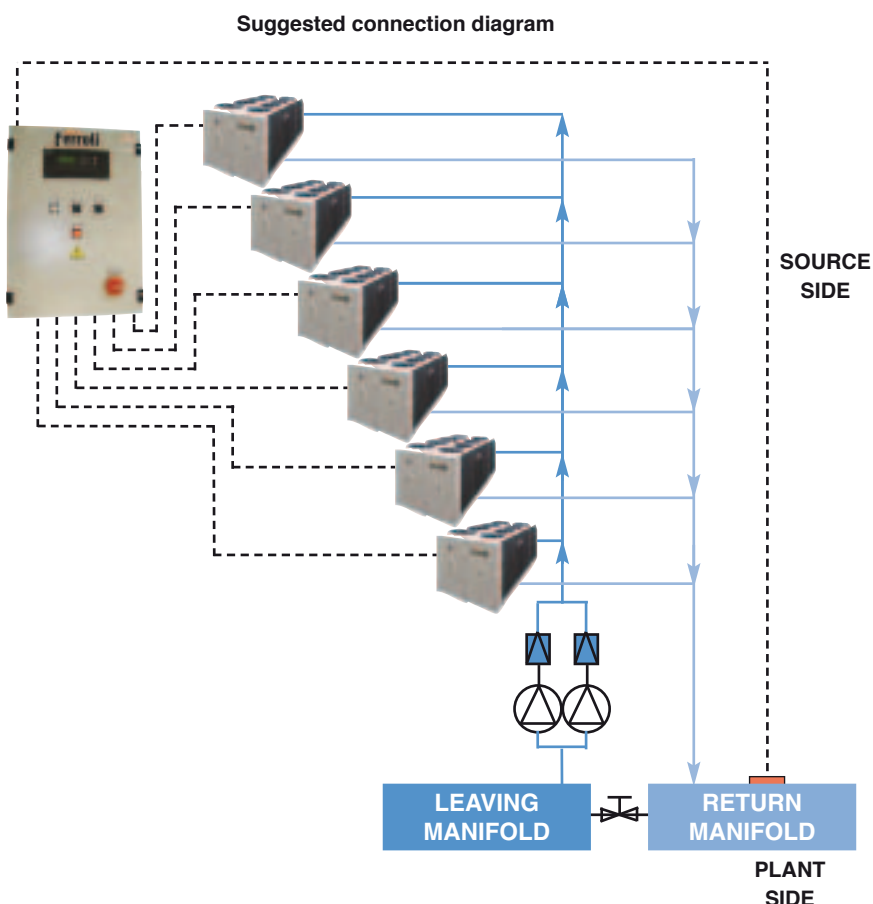 Suggested connection diagram
ferroli
SOURCE
SIDE
LEAVING
MANIFOLD
RETURN
MANIFOLD
PLANT
SIDE